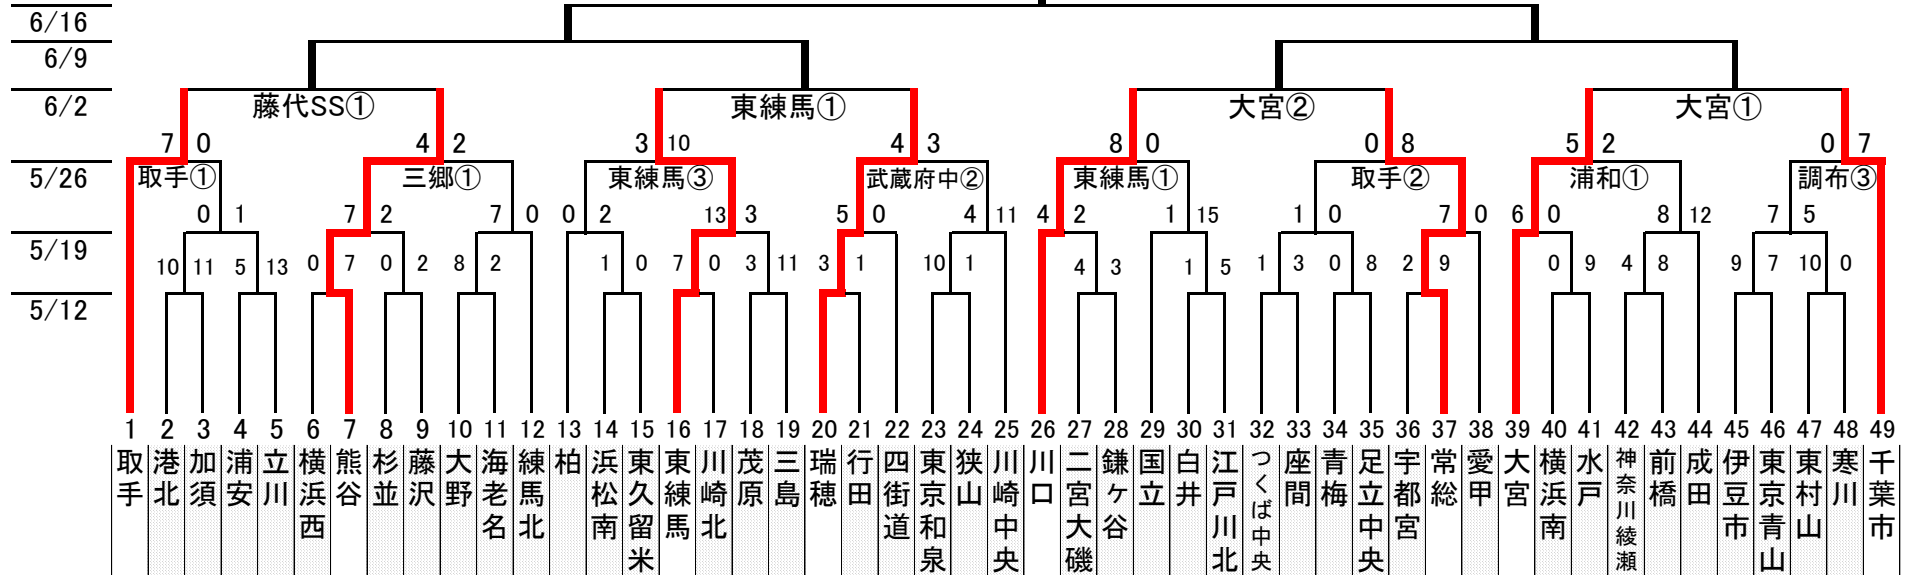 6/16
6/9
6/2 藤代SS① 東練馬① 大宮② 大宮①
7 0 4 2 3 10 4 3 8 0 0 8 5 2 0 7
5/26 取手① 三郷① 東練馬③ 武蔵府中② 東練馬① 取手② 浦和① 調布③
0 1 7 2 7 0 0 2 13 3 5 0 4 11 4 2 1 15 1 0 7 0 6 0 8 12 7 5
5/19 10 11 5 13 0 7 0 2 8 2 1 0 7 0 3 11 3 1 10 1 4 3 1 5 1 3 0 8 2 9 0 9 4 8 9 7 10 0
5/12
1 2 3 4 5 6 7 8 9 10 11 12 13 14 15 16 17 18 19 20 21 22 23 24 25 26 27 28 29 30 31 32 33 34 35 36 37 38 39 40 41 42 43 44 45 46 47 48 49
取手
港北
加須
浦安
立川
横浜西
熊谷
杉並
藤沢
大野
海老名
練馬北
柏
浜松南
東久留米
東練馬
川崎北
茂原
三島
瑞穂
行田
四街道
東京和泉
狭山
川崎中央
川口
二宮大磯
鎌ヶ谷
国立
白井
江戸川北
つくば中央
座間
青梅
足立中央
宇都宮
常総
愛甲
大宮
横浜南
水戸
神奈川綾瀬
前橋
成田
伊豆市
東京青山
東村山
寒川
千葉市